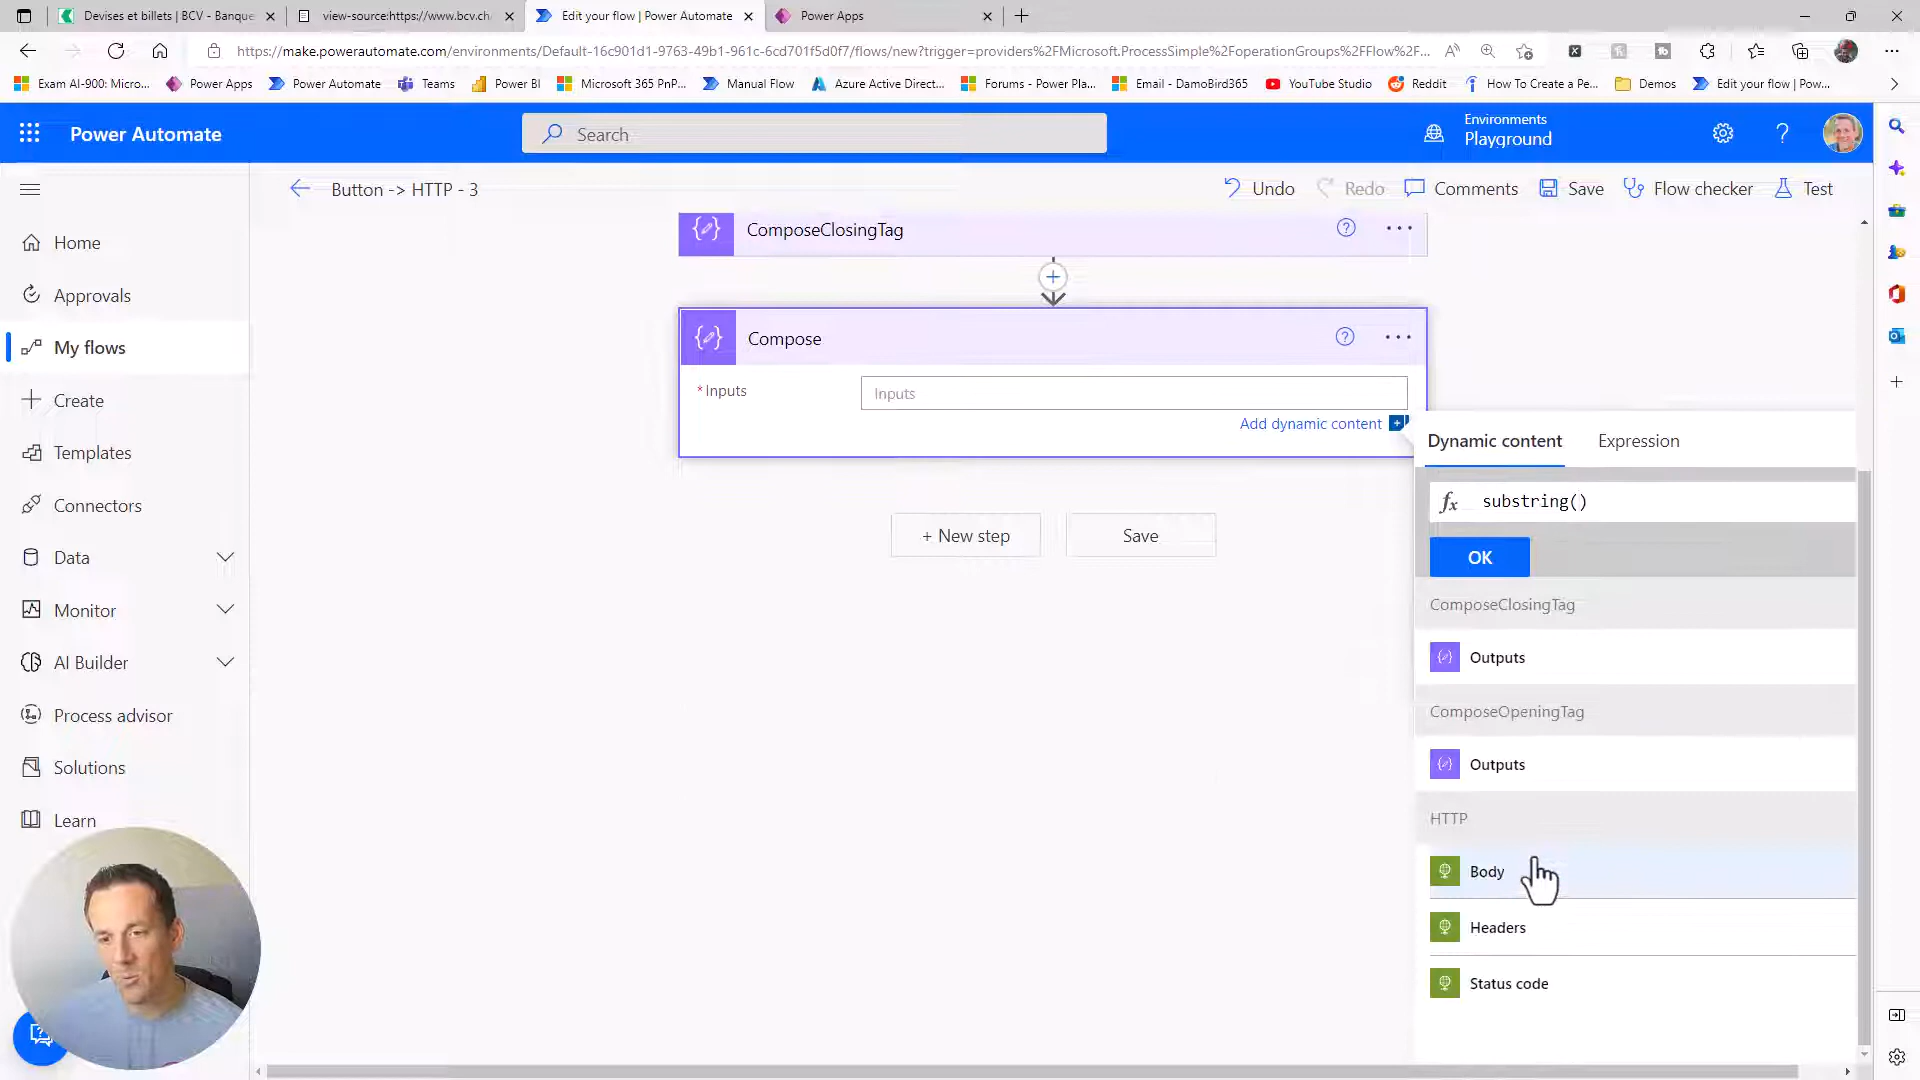 Devises et billets | BCV - Banque
view-source:https://www.bcv.ch
Edit your flow | Power Automate
Power Apps
https://make.powerautomate.com/environments/Default-16c901d1-9763-49b1-961c-6cd701f5d0f7/flows/new?trigger=providers%2FMicrosoft.ProcessSimple%2FoperationGroups%2FFlow%2F...
Exam AI-900: Micro...
Power Apps
Power Automate
Teams
Power BI
Microsoft 365 PnP...
Manual Flow
Azure Active Direct...
Forums - Power Pla...
Email - DamoBird365
YouTube Studio
Reddit
How To Create a Pe...
Demos
Edit your flow | Pow...
Power Automate
Search
Environments
Playground
Button -> HTTP - 3
Undo
Redo
Comments
Save
Flow checker
Test
Home
Approvals
My flows
Create
Templates
Connectors
Data
Monitor
AI Builder
Process advisor
Solutions
Learn
ComposeClosingTag
Compose
* Inputs
Inputs
Add dynamic content
+ New step
Save
Dynamic content
Expression
fx substring()
OK
ComposeClosingTag
Outputs
ComposeOpeningTag
Outputs
HTTP
Body
Headers
Status code